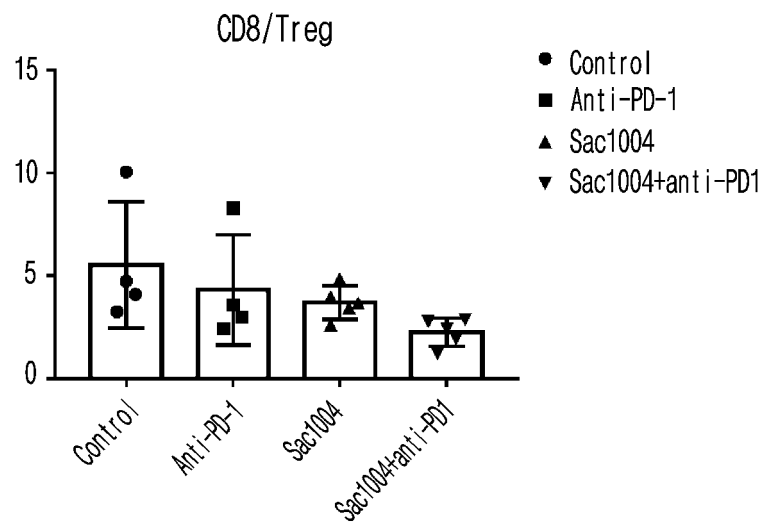 CD8/Treg
15
10
5
0
Control
Anti-PD-1
Sac1004
Sac1004+anti-PD1
Control
Anti-PD-1
Sac1004
Sac1004+anti-PD1